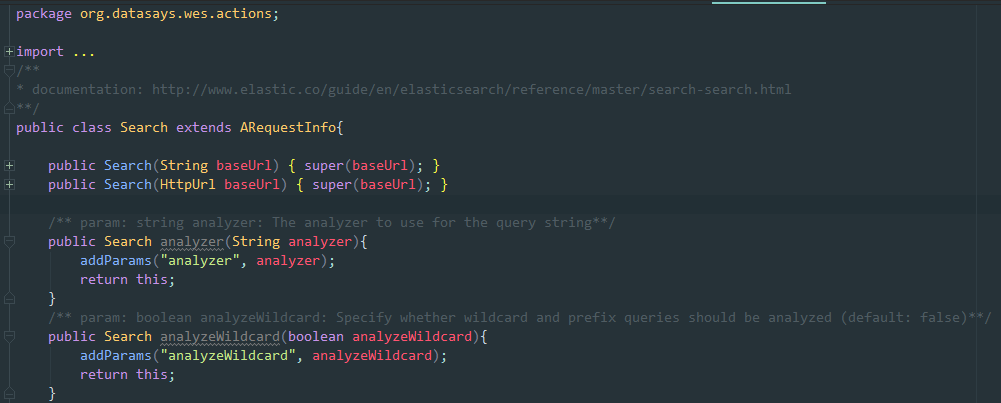 package org.datasays.wes.actions;
import ...
/**
* documentation: http://www.elastic.co/guide/en/elasticsearch/reference/master/search-search.html
**/
public class Search extends ARequestInfo{
public Search(String baseUrl) { super(baseUrl); }
public Search(HttpUrl baseUrl) { super(baseUrl); }
/** param: string analyzer: The analyzer to use for the query string**/
public Search analyzer(String analyzer){
addParams("analyzer", analyzer);
return this;
}
/** param: boolean analyzeWildcard: Specify whether wildcard and prefix queries should be analyzed (default: false)**/
public Search analyzeWildcard(boolean analyzeWildcard){
addParams("analyzeWildcard", analyzeWildcard);
return this;
}